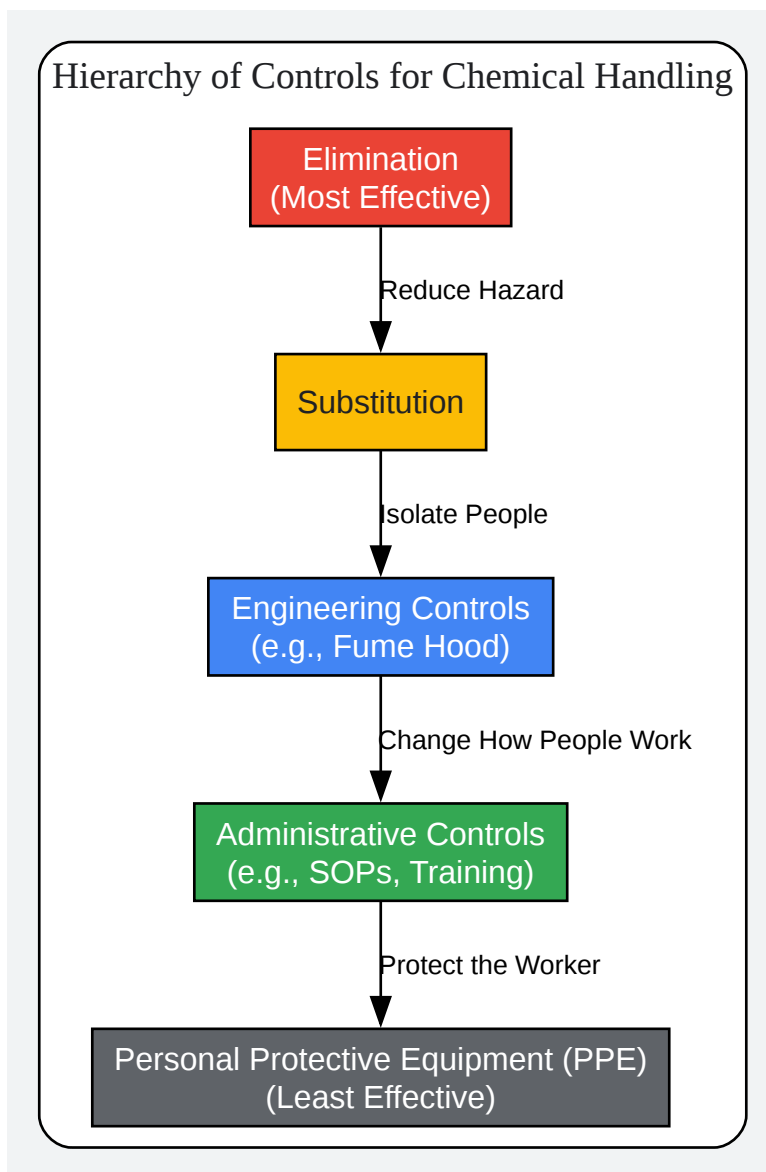 Hierarchy of Controls for Chemical Handling
Elimination
(Most Effective)
Reduce Hazard
Substitution
Isolate People
Engineering Controls
(e.g., Fume Hood)
Change How People Work
Administrative Controls
(e.g., SOPs, Training)
Protect the Worker
Personal Protective Equipment (PPE)
(Least Effective)